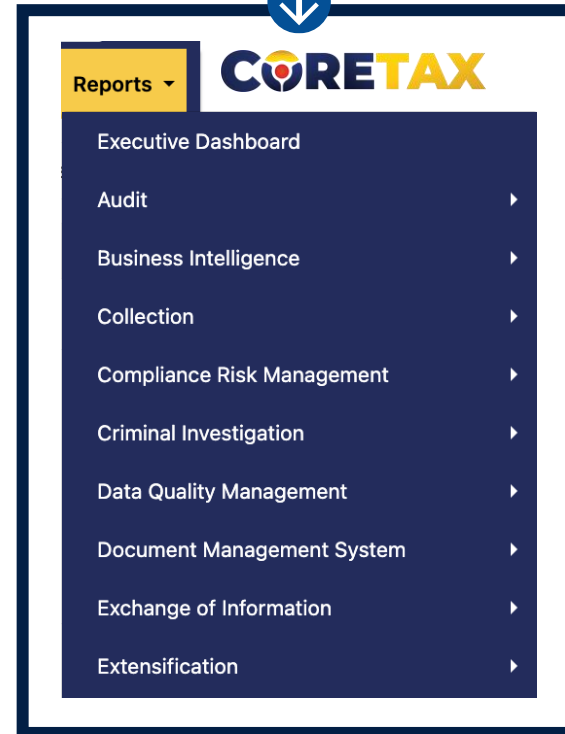 Reports
CORETAX
Executive Dashboard
Audit
Business Intelligence
Collection
Compliance Risk Management
Criminal Investigation
Data Quality Management
Document Management System
Exchange of Information
Extensification